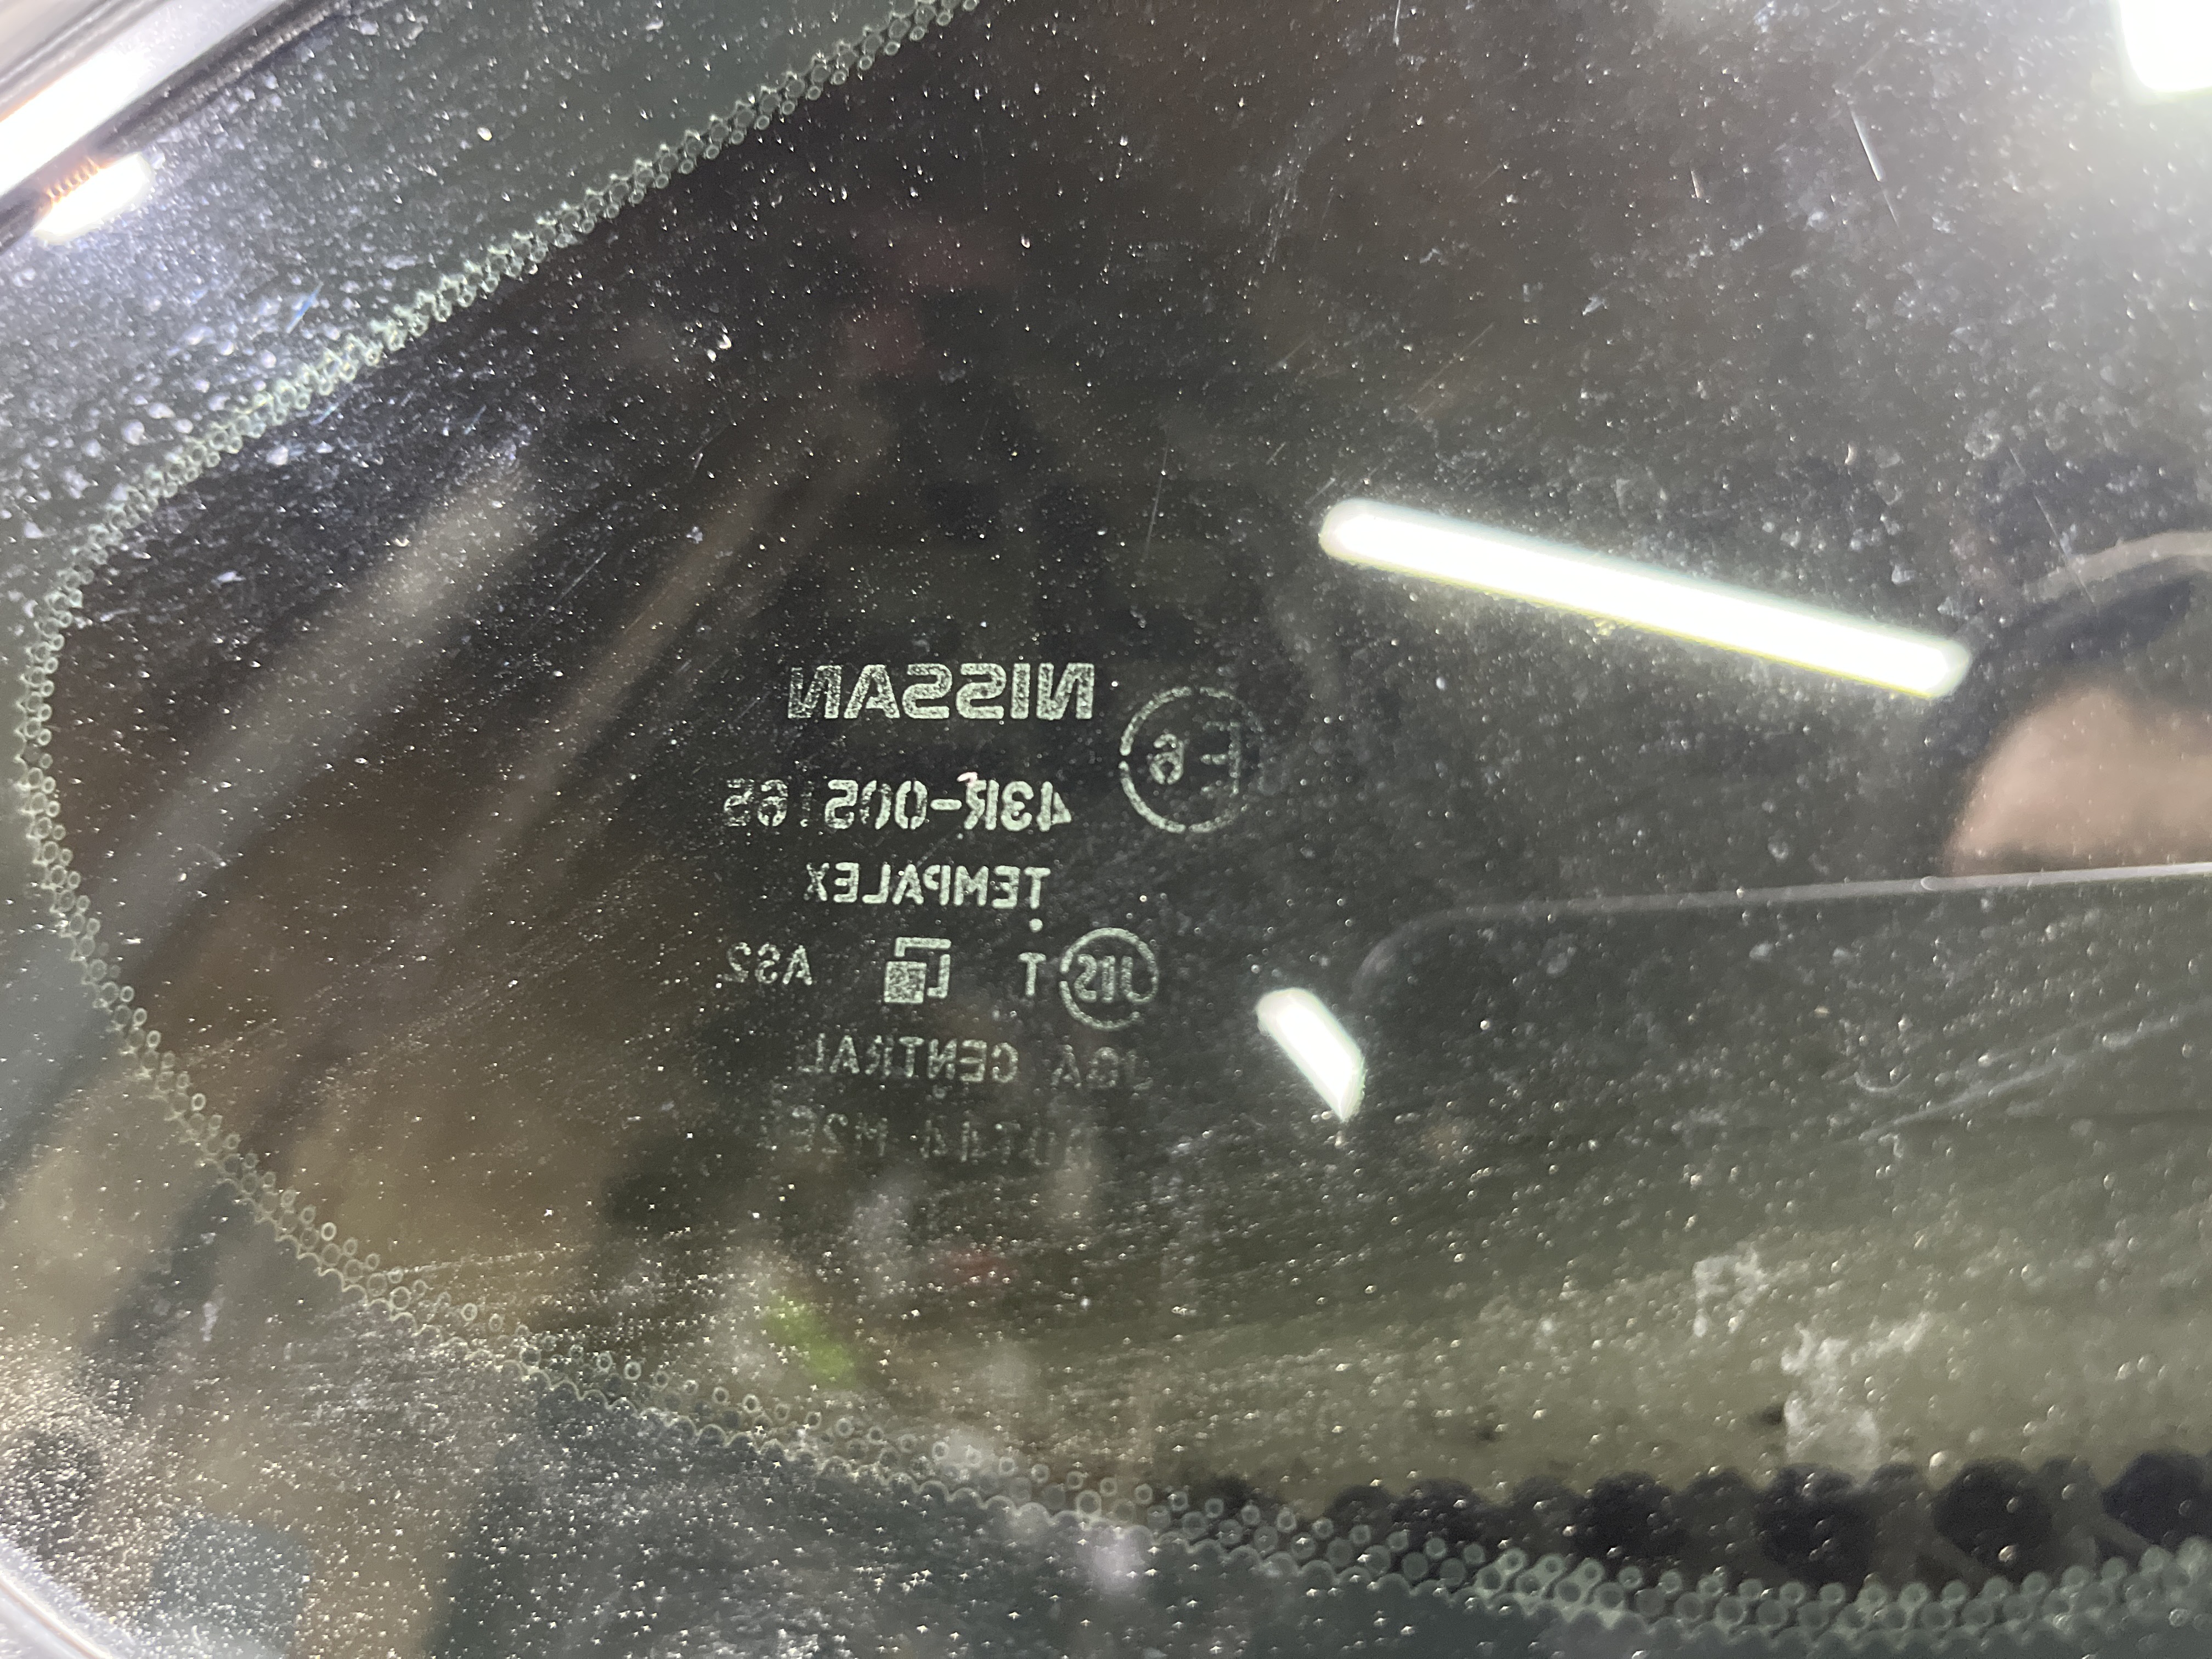 NISSAN
E6
43R-005165
TEMPALEX
JIS T AS2
CENTRAL